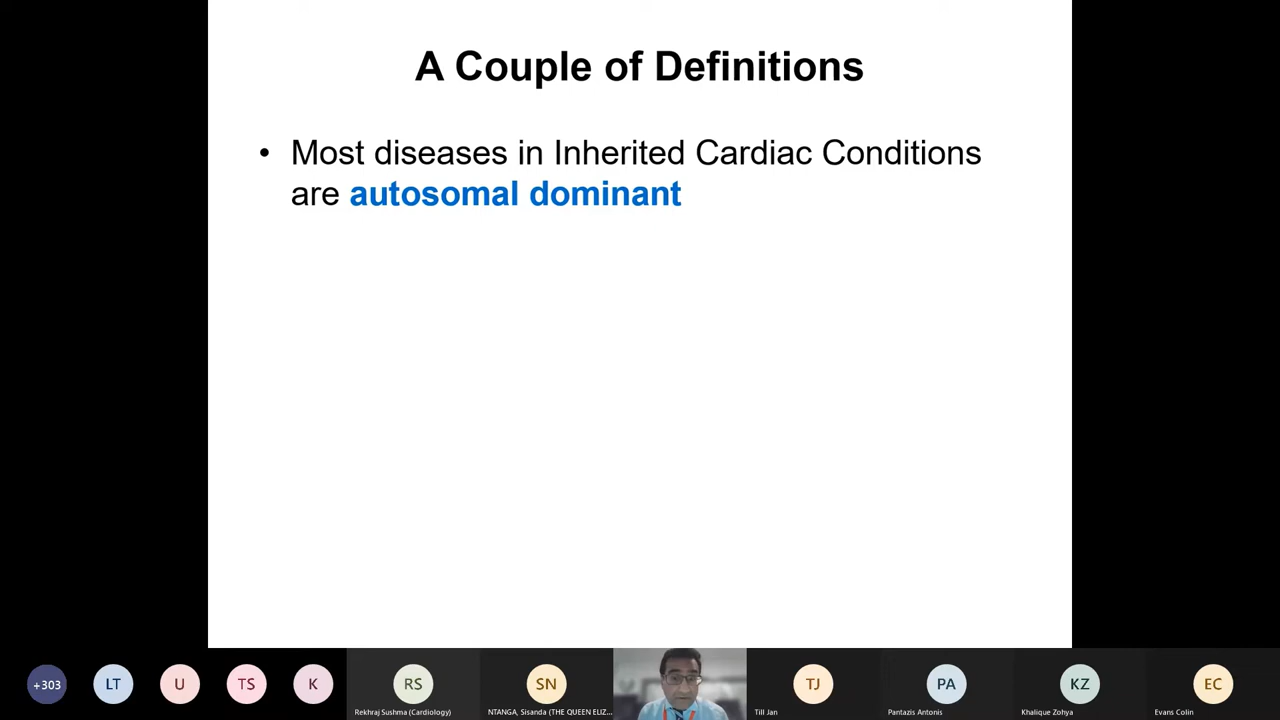 A Couple of Definitions
• Most diseases in Inherited Cardiac Conditions
are autosomal dominant
+303
LT
U
TS
K
RS
SN
TJ
PA
KZ
EC
Rekhraj Sushma (Cardiology)
NTANGA, Sisanda (THE QUEEN ELIZ...
Till Jan
Pantazis Antonis
Khalique Zohya
Evans Colin